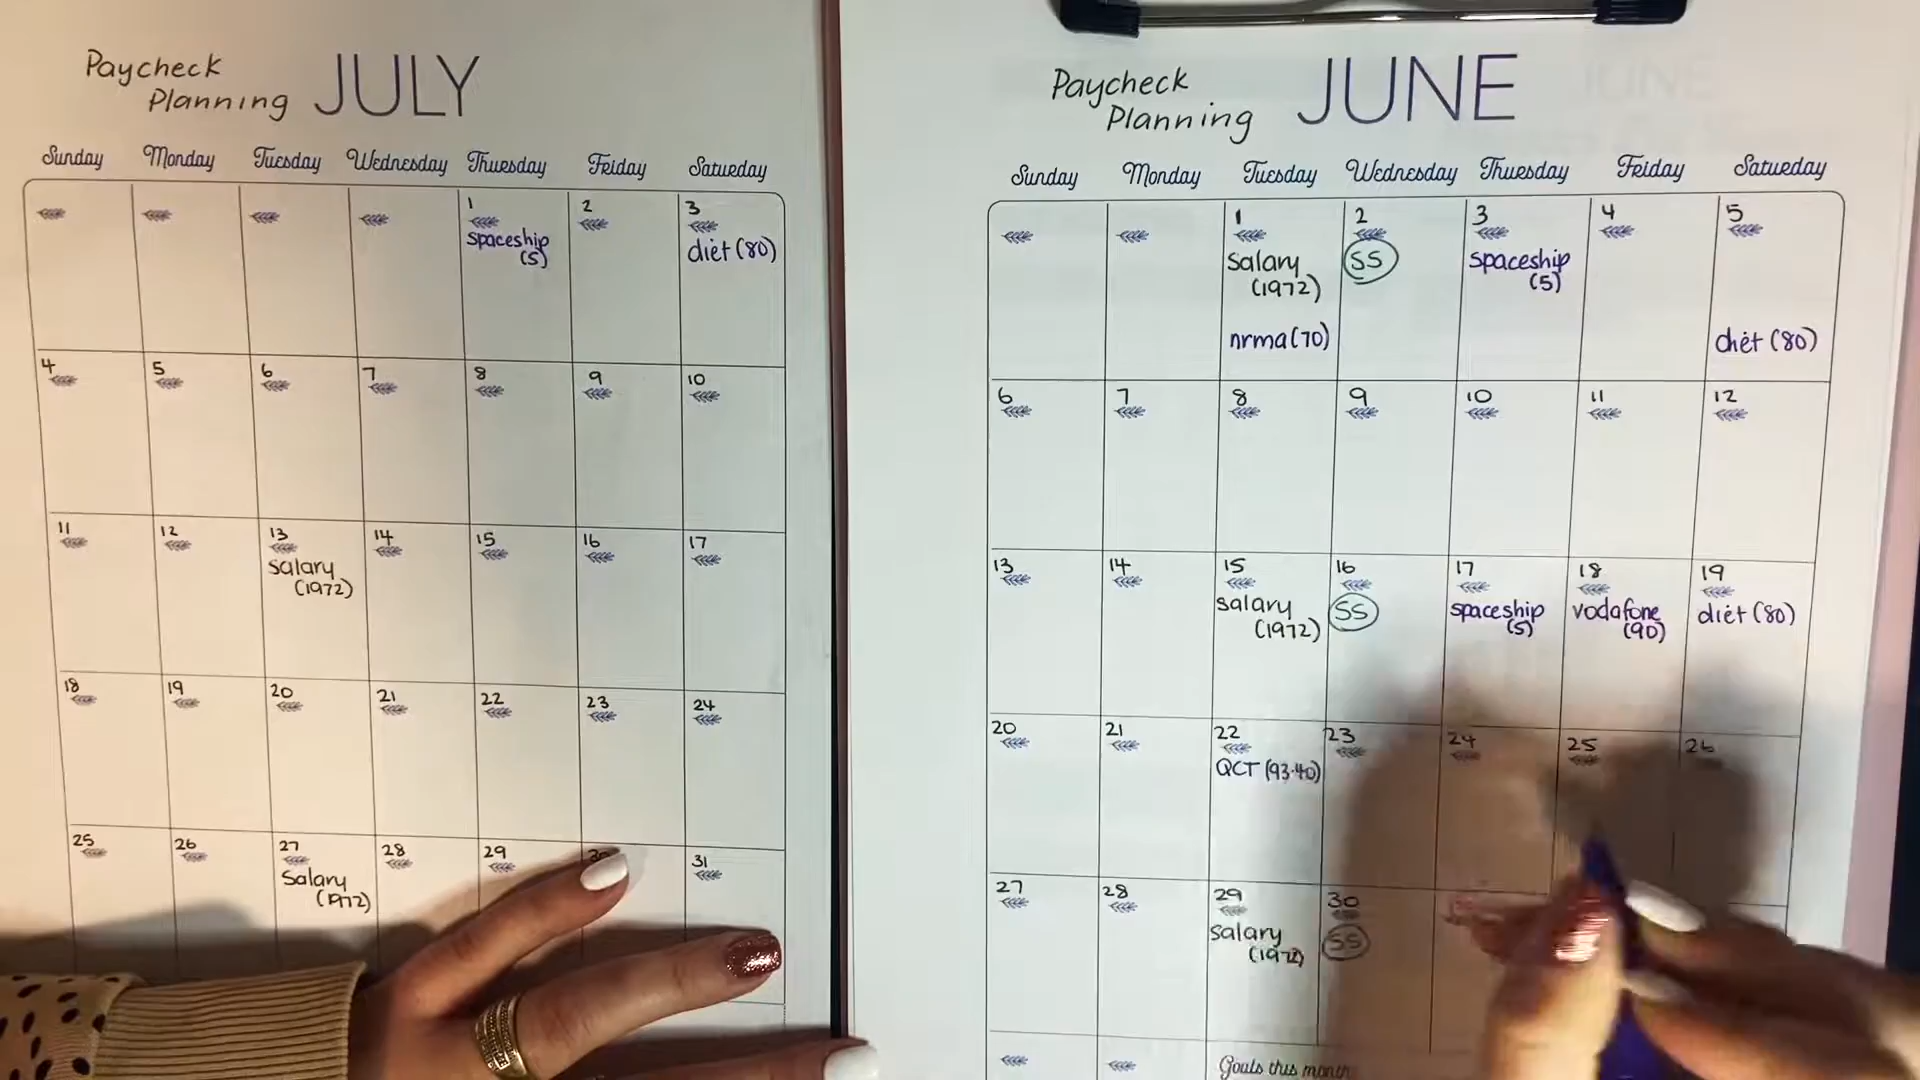 Paycheck
Planning
JULY
Sunday Monday Tuesday Wednesday Thursday Friday Saturday
1 2 3
spaceship
(5)
diet (80)
4 5 6 7 8 9 10
11 12 13 14 15 16 17
salary
(1972)
18 19 20 21 22 23 24
25 26 27 28 29 30 31
salary
(1972)
Paycheck
Planning
JUNE
Sunday Monday Tuesday Wednesday Thursday Friday Saturday
1 2 3 4 5
salary
(1972)
SS
spaceship
(5)
nrma (70)
diet (80)
6 7 8 9 10 11 12
13 14 15 16 17 18 19
salary
(1972)
SS
spaceship
(5)
vodafone
(90)
diet (80)
20 21 22 23 24 25 26
QCT (93.40)
27 28 29 30
salary
(1972)
SS
Goals this month